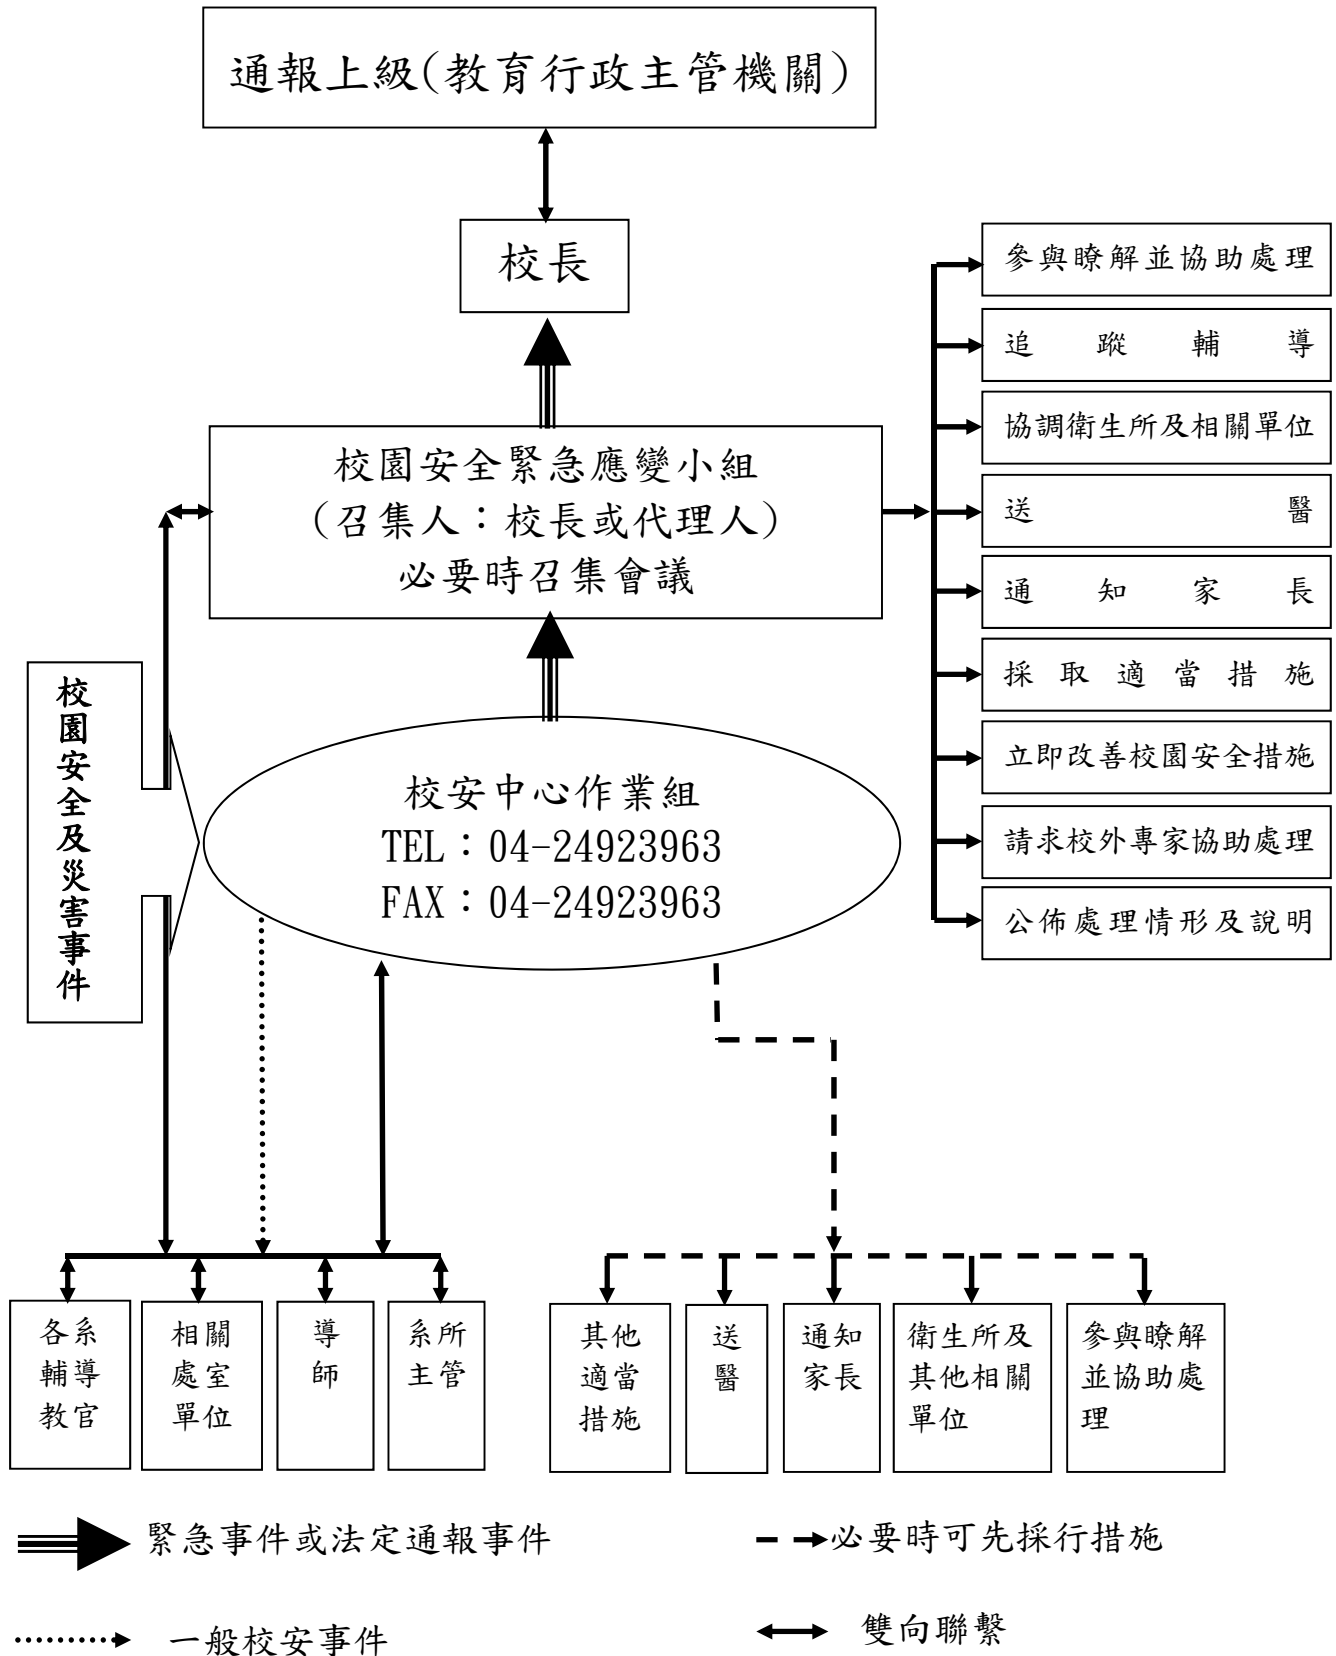 通報上級(教育行政主管機關)
校長
校園安全緊急應變小組
(召集人：校長或代理人)
必要時召集會議
參與瞭解並協助處理
追蹤輔導
協調衛生所及相關單位
送醫
通知家長
採取適當措施
立即改善校園安全措施
請求校外專家協助處理
公佈處理情形及說明
校園安全及災害事件
校安中心作業組
TEL：04-24923963
FAX：04-24923963
各系
輔導
教官
相關
處室
單位
導
師
系所
主管
其他
適當
措施
送
醫
通知
家長
衛生所及
其他相關
單位
參與瞭解
並協助處
理
緊急事件或法定通報事件
必要時可先採行措施
一般校安事件
雙向聯繫